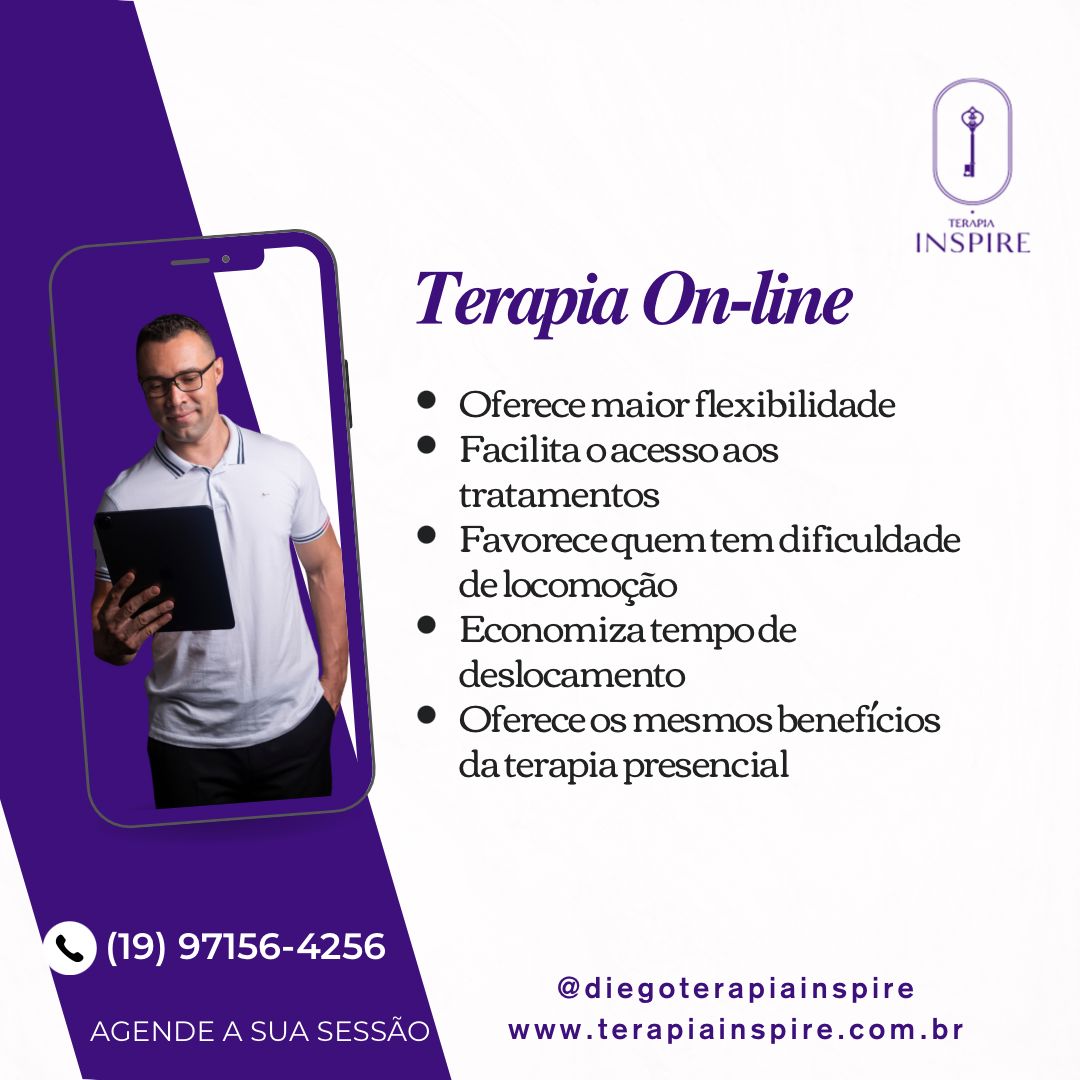 TERAPIA
INSPIRE
Terapia On-line
Oferece maior flexibilidade
Facilita o acesso aos
tratamentos
Favorece quem tem dificuldade
de locomoção
Economiza tempo de
deslocamento
Oferece os mesmos benefícios
da terapia presencial
(19) 97156-4256
AGENDE A SUA SESSÃO
@diegoterapiainspire
www.terapiainspire.com.br